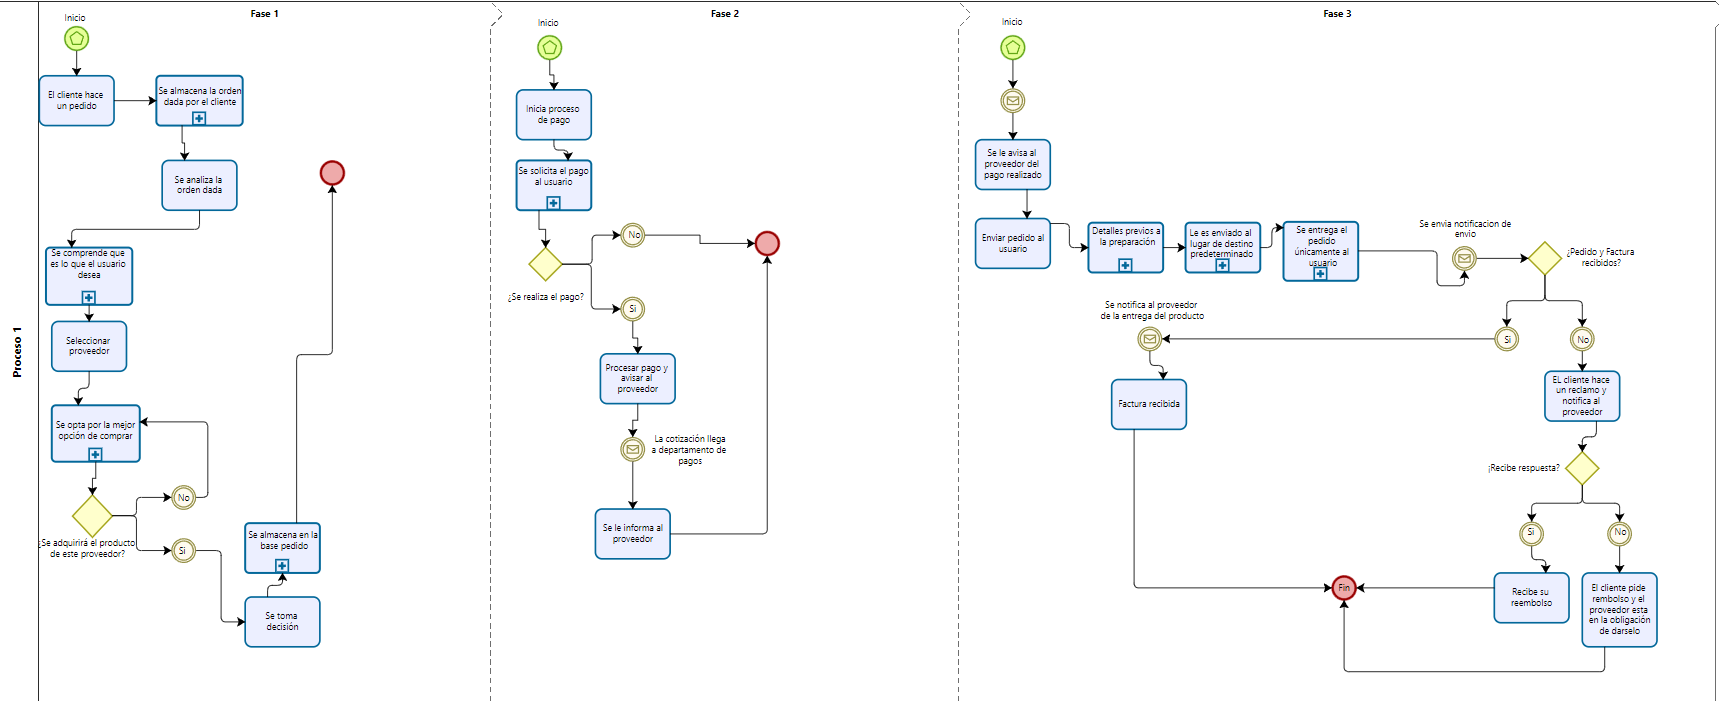 Proceso 1
Fase 1
Inicio
El cliente hace
un pedido
Se almacena la orden
dada por el cliente
Se analiza la
orden dada
Se comprende que
es lo que el usuario
desea
Seleccionar
proveedor
Se opta por la mejor
opción de comprar
¿Se adquirirá el producto
de este proveedor?
No
Si
Se toma
decisión
Se almacena en la
base pedido
Fase 2
Inicio
Inicia proceso
de pago
Se solicita el pago
al usuario
¿Se realiza el pago?
No
Si
Procesar pago y
avisar al
proveedor
La cotización llega
a departamento de
pagos
Se le informa al
proveedor
Fase 3
Inicio
Se le avisa al
proveedor del
pago realizado
Enviar pedido al
usuario
Detalles previos a
la preparación
Le es enviado al
lugar de destino
predeterminado
Se entrega el
pedido
únicamente al
usuario
Se envia notificacion de
envio
¿Pedido y Factura
recibidos?
Si
No
Se notifica al proveedor
de la entrega del producto
Factura recibida
EL cliente hace
un reclamo y
notifica al
proveedor
¡Recibe respuesta?
Si
No
Recibe su
reembolso
El cliente pide
rembolso y el
proveedor esta
en la obligación
de darselo
Fin